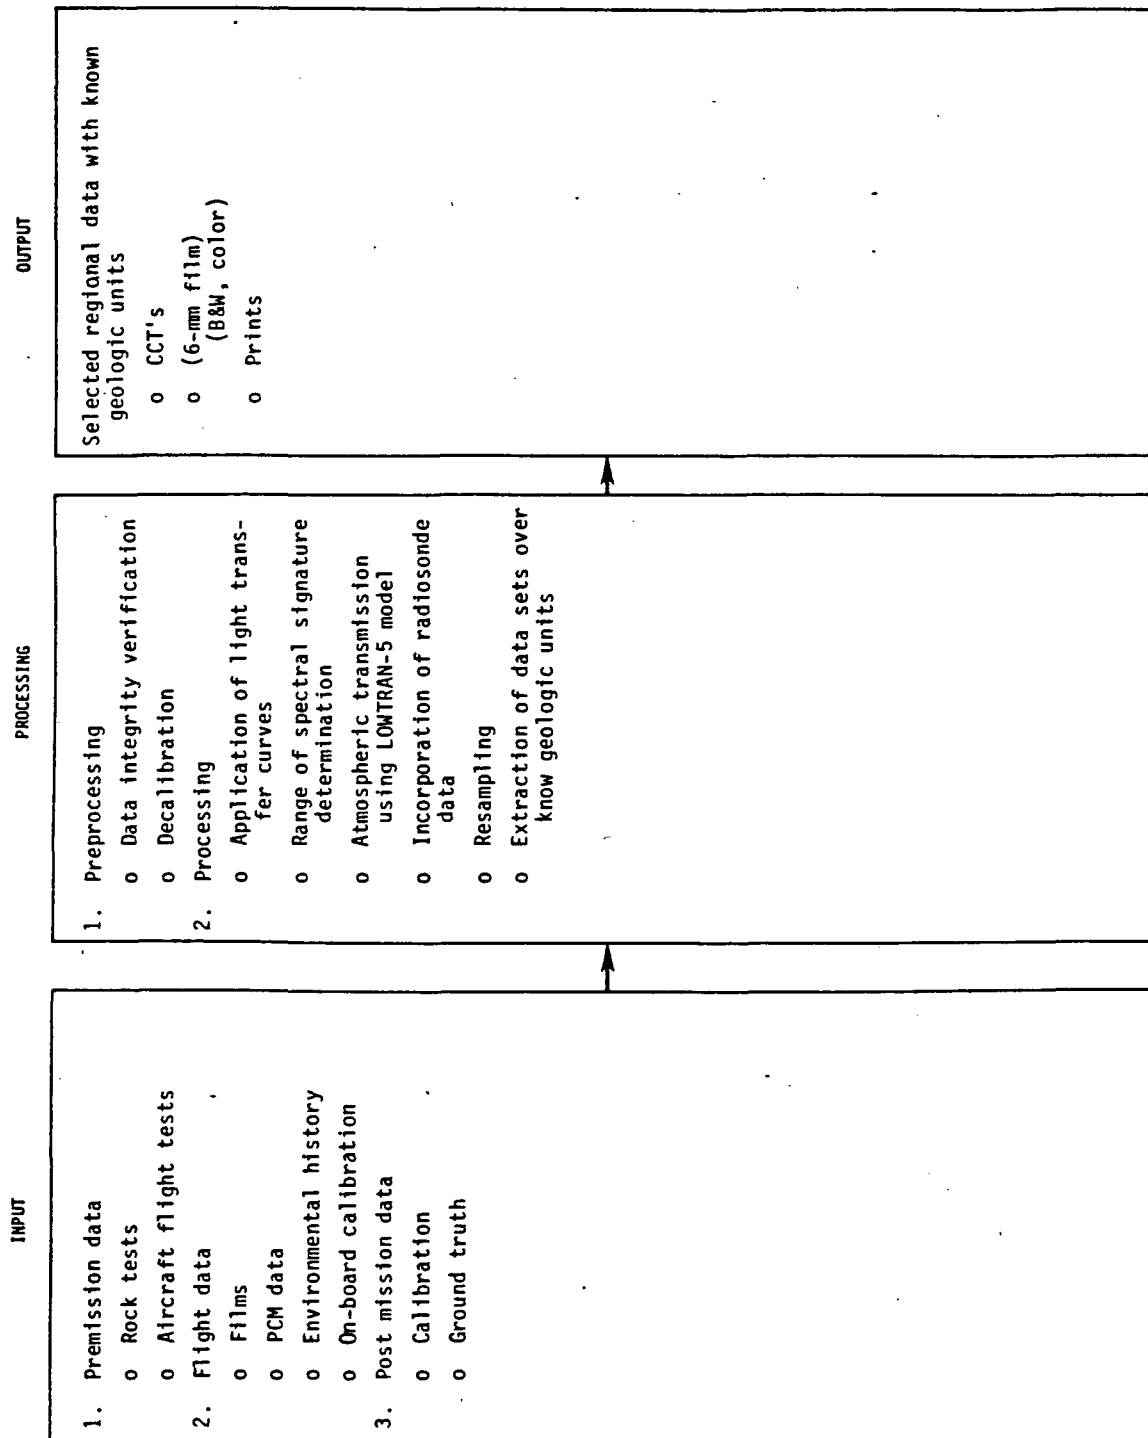 INPUT
1. Premission data
o Rock tests
o Aircraft flight tests
2. Flight data
o Films
o PCM data
o Environmental history
o On-board calibration
3. Post mission data
o Calibration
o Ground truth
PROCESSING
1. Preprocessing
o Data integrity verification
o Decalibration
2. Processing
o Application of light trans-
fer curves
o Range of spectral signature
determination
o Atmospheric transmission
using LOWTRAN-5 model
o Incorporation of radiosonde
data
o Resampling
o Extraction of data sets over
know geologic units
OUTPUT
Selected regional data with known
geologic units
o CCT's
o (6-mm film)
(B&W, color)
o Prints